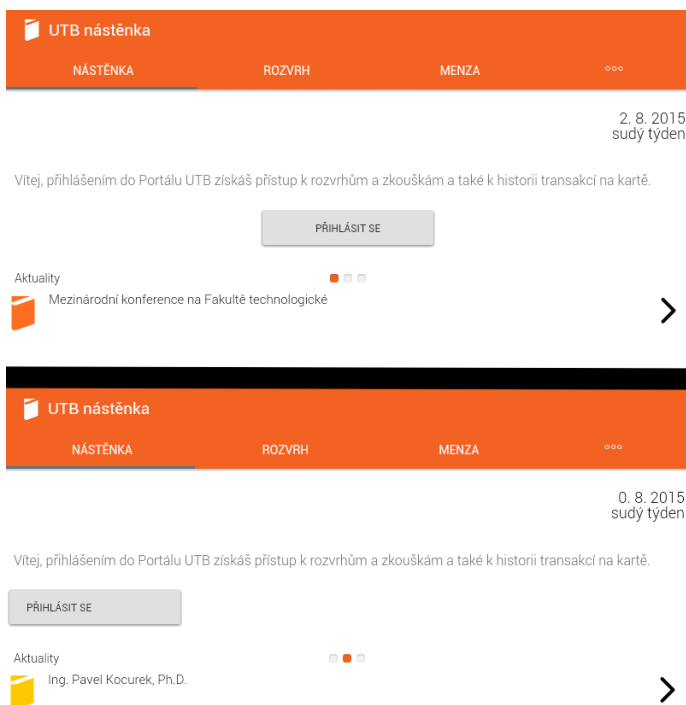 UTB nástěnka
NÁSTĚNKA ROZVRH MENZA
2. 8. 2015
sudý týden
Vítej, přihlášením do Portálu UTB získáš přístup k rozvrhům a zkouškám a také k historii transakcí na kartě.
PŘIHLÁSIT SE
Aktuality
Mezinárodní konference na Fakultě technologické
UTB nástěnka
NÁSTĚNKA ROZVRH MENZA
0. 8. 2015
sudý týden
Vítej, přihlášením do Portálu UTB získáš přístup k rozvrhům a zkouškám a také k historii transakcí na kartě.
PŘIHLÁSIT SE
Aktuality
Ing. Pavel Kocurek, Ph.D.